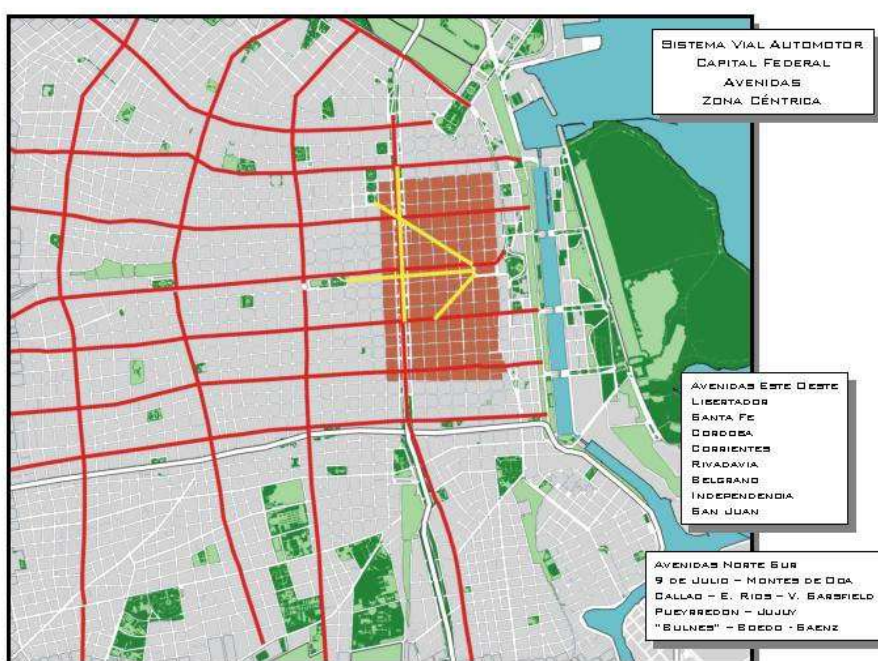 SISTEMA VIAL AUTOMOTOR
CAPITAL FEDERAL
AVENIDAS
ZONA CÉNTRICA
AVENIDAS ESTE OESTE
LIBERTADOR
SANTA FE
CORDOBA
CORRIENTES
RIVADAVIA
BELGRANO
INDEPENDENCIA
SAN JUAN
AVENIDAS NORTE SUR
9 DE JULIO – MONTES DE OCA
CALLAO – E. RIOS – V. SARSFIELD
PUEYRREDON – JUJUY
"BULNES" – BOEDO - SAENZ